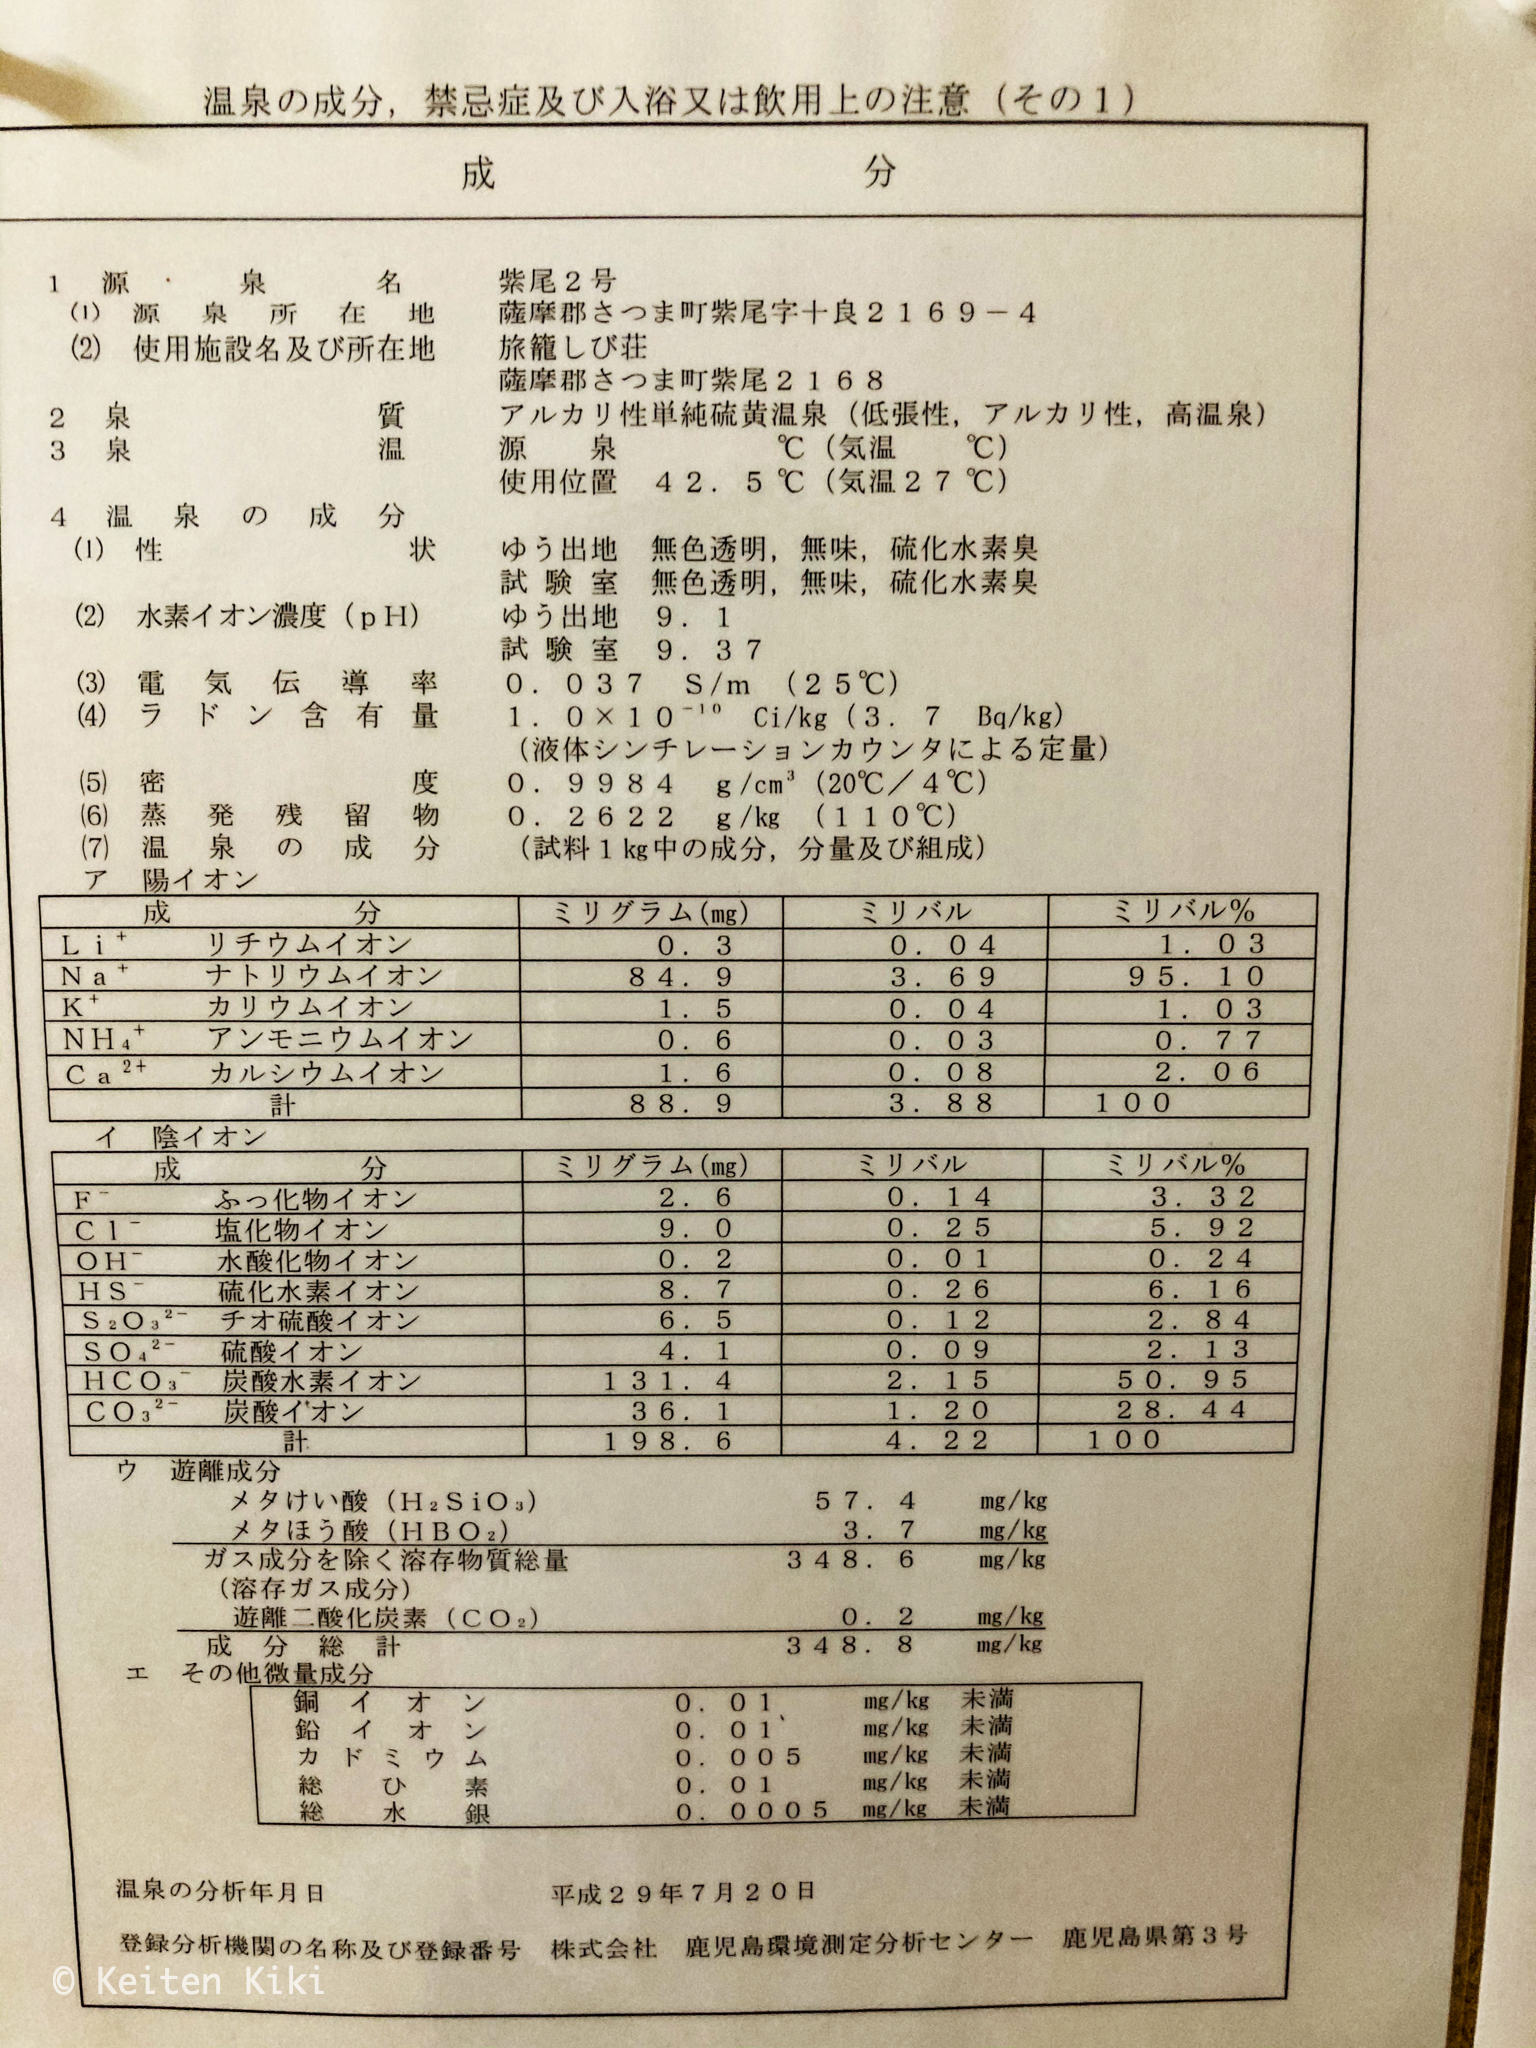 温泉の成分，禁忌症及び入浴又は飲用上の注意（その１）
成　分
１　源泉名　紫尾２号
⑴　源泉所在地　薩摩郡さつま町紫尾字十良２１６９－４
⑵　使用施設名及び所在地　旅籠しび荘
薩摩郡さつま町紫尾２１６８
２　泉質　アルカリ性単純硫黄温泉（低張性，アルカリ性，高温泉）
３　泉温　源泉　℃（気温　℃）
使用位置　４２．５℃（気温２７℃）
４　温泉の成分
⑴　性状　ゆう出地　無色透明，無味，硫化水素臭
試験室　無色透明，無味，硫化水素臭
⑵　水素イオン濃度（ｐＨ）　ゆう出地　９．１
試験室　９．３７
⑶　電気伝導率　０．０３７　Ｓ/ｍ　（２５℃）
⑷　ラドン含有量　１．０×１０⁻¹⁰　Ci/kg（３．７　Bq/kg）
（液体シンチレーションカウンタによる定量）
⑸　密度　０．９９８４　ｇ/cm³（20℃／４℃）
⑹　蒸発残留物　０．２６２２　ｇ/㎏　（１１０℃）
⑺　温泉の成分　（試料１㎏中の成分，分量及び組成）
ア　陽イオン
成分　ミリグラム(㎎)　ミリバル　ミリバル％
Ｌｉ⁺　リチウムイオン　０．３　０．０４　１．０３
Ｎａ⁺　ナトリウムイオン　８４．９　３．６９　９５．１０
Ｋ⁺　カリウムイオン　１．５　０．０４　１．０３
ＮＨ₄⁺　アンモニウムイオン　０．６　０．０３　０．７７
Ｃａ²⁺　カルシウムイオン　１．６　０．０８　２．０６
計　８８．９　３．８８　１００
イ　陰イオン
成分　ミリグラム(㎎)　ミリバル　ミリバル％
Ｆ⁻　ふっ化物イオン　２．６　０．１４　３．３２
Ｃｌ⁻　塩化物イオン　９．０　０．２５　５．９２
ＯＨ⁻　水酸化物イオン　０．２　０．０１　０．２４
ＨＳ⁻　硫化水素イオン　８．７　０．２６　６．１６
Ｓ₂Ｏ₃²⁻　チオ硫酸イオン　６．５　０．１２　２．８４
ＳＯ₄²⁻　硫酸イオン　４．１　０．０９　２．１３
ＨＣＯ₃⁻　炭酸水素イオン　１３１．４　２．１５　５０．９５
ＣＯ₃²⁻　炭酸イオン　３６．１　１．２０　２８．４４
計　１９８．６　４．２２　１００
ウ　遊離成分
メタけい酸（Ｈ₂ＳｉＯ₃）　５７．４　㎎/㎏
メタほう酸（ＨＢＯ₂）　３．７　㎎/㎏
ガス成分を除く溶存物質総量　３４８．６　㎎/㎏
（溶存ガス成分）
遊離二酸化炭素（ＣＯ₂）　０．２　㎎/㎏
成分総計　３４８．８　㎎/㎏
エ　その他微量成分
銅イオン　０．０１　㎎/㎏　未満
鉛イオン　０．０１　㎎/㎏　未満
カドミウム　０．００５　㎎/㎏　未満
総ひ素　０．０１　㎎/㎏　未満
総水銀　０．０００５　㎎/㎏　未満
温泉の分析年月日　平成２９年７月２０日
登録分析機関の名称及び登録番号　株式会社　鹿児島環境測定分析センター　鹿児島県第３号
© Keiten Kiki